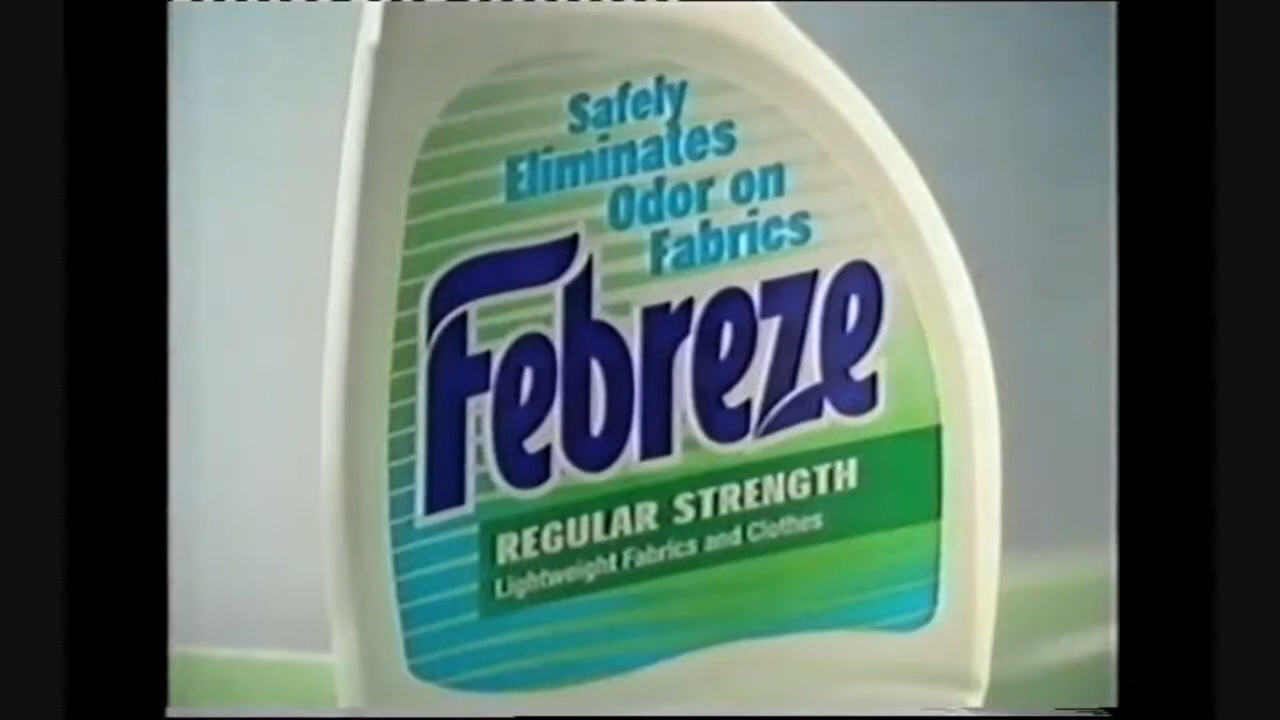 Safely
Eliminates
Odor on
Fabrics
Febreze
REGULAR STRENGTH
Lightweight Fabrics and Clothes